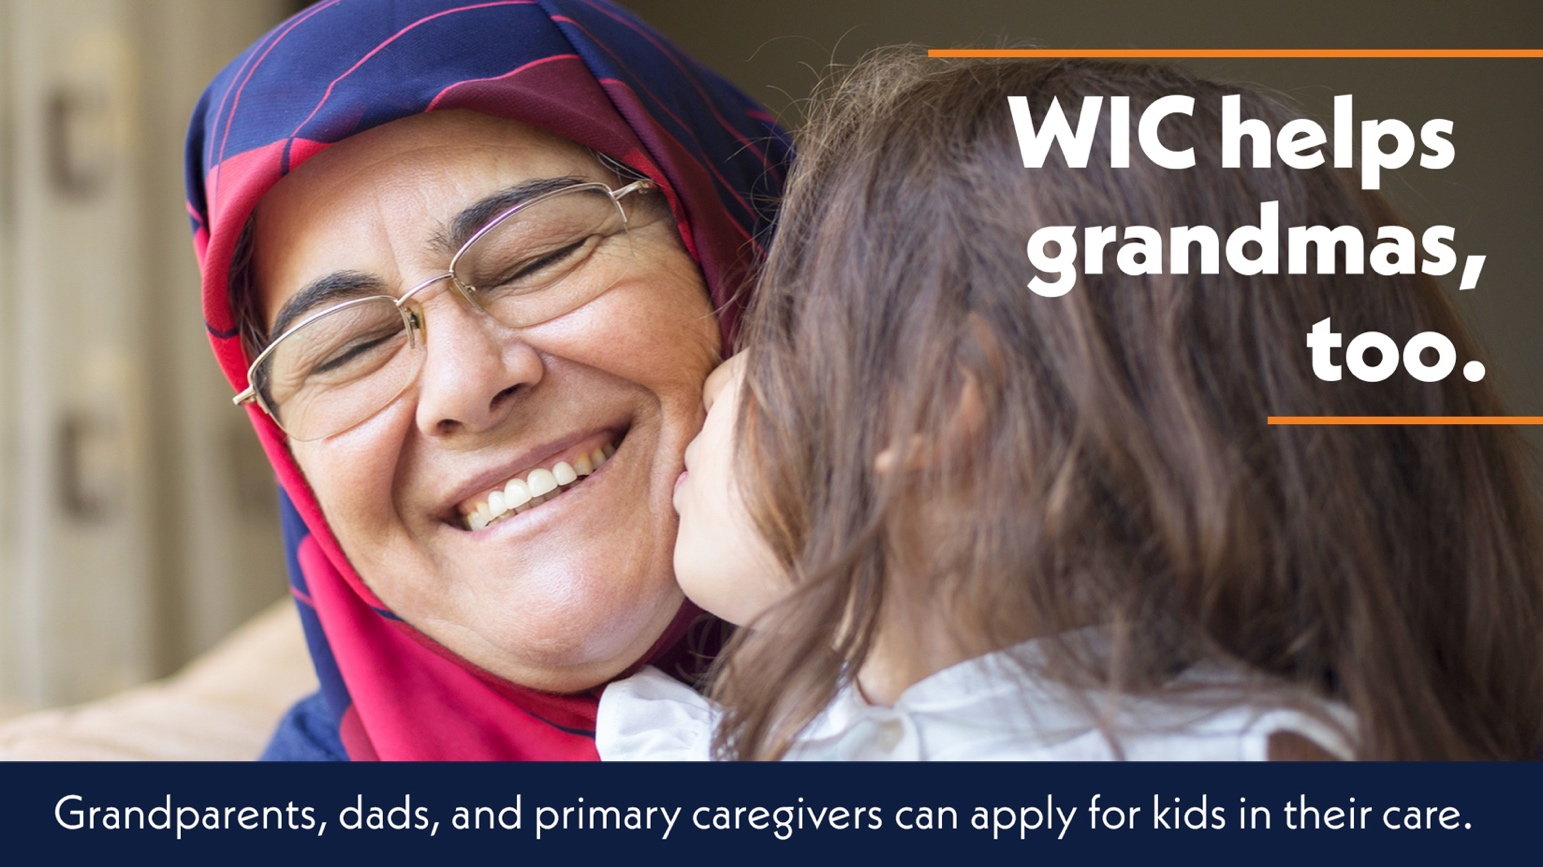 WIC helps
grandmas,
too.
Grandparents, dads, and primary caregivers can apply for kids in their care.